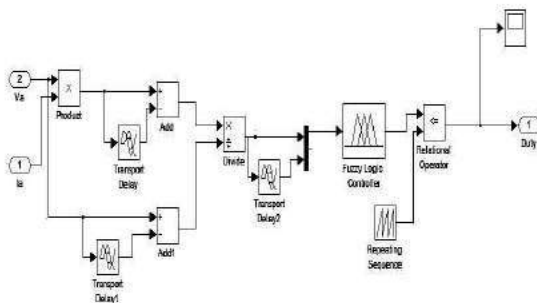 2
Va
×
Product
1
Ia
Transport
Delay
+
-
Add
Transport
Delay1
+
-
Add1
×
÷
Divide
Transport
Delay2
Fuzzy Logic
Controller
Repeating
Sequence
Relational
Operator
1
Duty